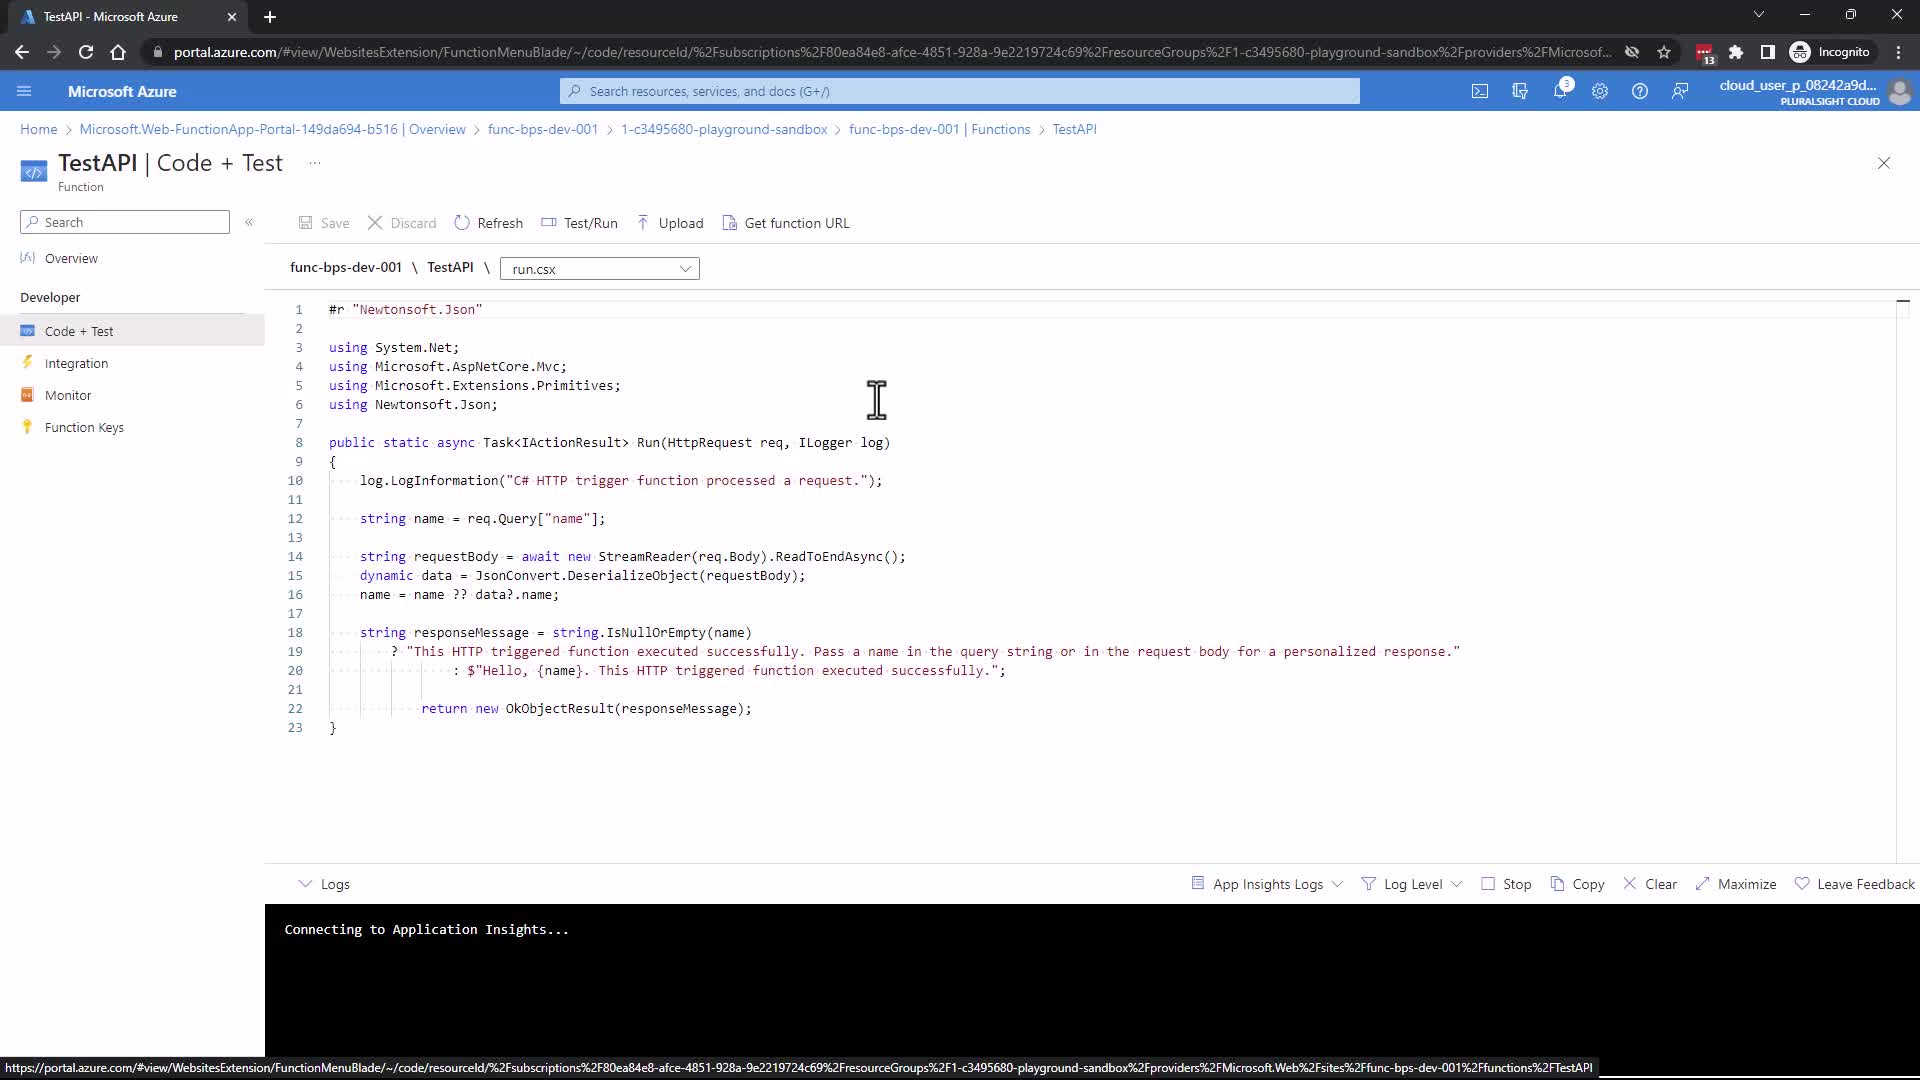 TestAPI - Microsoft Azure
portal.azure.com/#view/WebsitesExtension/FunctionMenuBlade/~/code/resourceId/%2Fsubscriptions%2F80ea84e8-afce-4851-928a-9e2219724c69%2FresourceGroups%2F1-c3495680-playground-sandbox%2Fproviders%2FMicrosof...
13
Incognito
Microsoft Azure
Search resources, services, and docs (G+/)
3
cloud_user_p_08242a9d...
PLURALSIGHT CLOUD
Home > Microsoft.Web-FunctionApp-Portal-149da694-b516 | Overview > func-bps-dev-001 > 1-c3495680-playground-sandbox > func-bps-dev-001 | Functions > TestAPI
TestAPI | Code + Test ...
Function
Search
«
Save
Discard
Refresh
Test/Run
Upload
Get function URL
Overview
Developer
Code + Test
Integration
Monitor
Function Keys
func-bps-dev-001 \ TestAPI \ run.csx
1 #r "Newtonsoft.Json"
2
3 using System.Net;
4 using Microsoft.AspNetCore.Mvc;
5 using Microsoft.Extensions.Primitives;
6 using Newtonsoft.Json;
7
8 public static async Task<IActionResult> Run(HttpRequest req, ILogger log)
9 {
10 log.LogInformation("C# HTTP trigger function processed a request.");
11
12 string name = req.Query["name"];
13
14 string requestBody = await new StreamReader(req.Body).ReadToEndAsync();
15 dynamic data = JsonConvert.DeserializeObject(requestBody);
16 name = name ?? data?.name;
17
18 string responseMessage = string.IsNullOrEmpty(name)
19 ? "This HTTP triggered function executed successfully. Pass a name in the query string or in the request body for a personalized response."
20 : $"Hello, {name}. This HTTP triggered function executed successfully.";
21
22 return new OkObjectResult(responseMessage);
23 }
Logs
App Insights Logs
Log Level
Stop
Copy
Clear
Maximize
Leave Feedback
Connecting to Application Insights...
https://portal.azure.com/#view/WebsitesExtension/FunctionMenuBlade/~/code/resourceId/%2Fsubscriptions%2F80ea84e8-afce-4851-928a-9e2219724c69%2FresourceGroups%2F1-c3495680-playground-sandbox%2Fproviders%2FMicrosoft.Web%2Fsites%2Ffunc-bps-dev-001%2Ffunctions%2FTestAPI